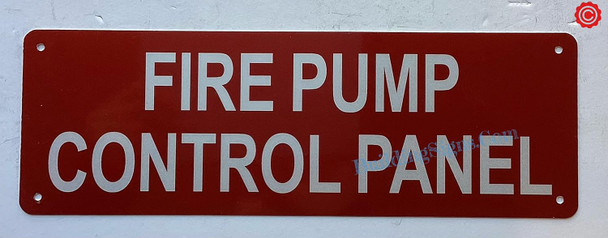 FIRE PUMP
CONTROL PANEL